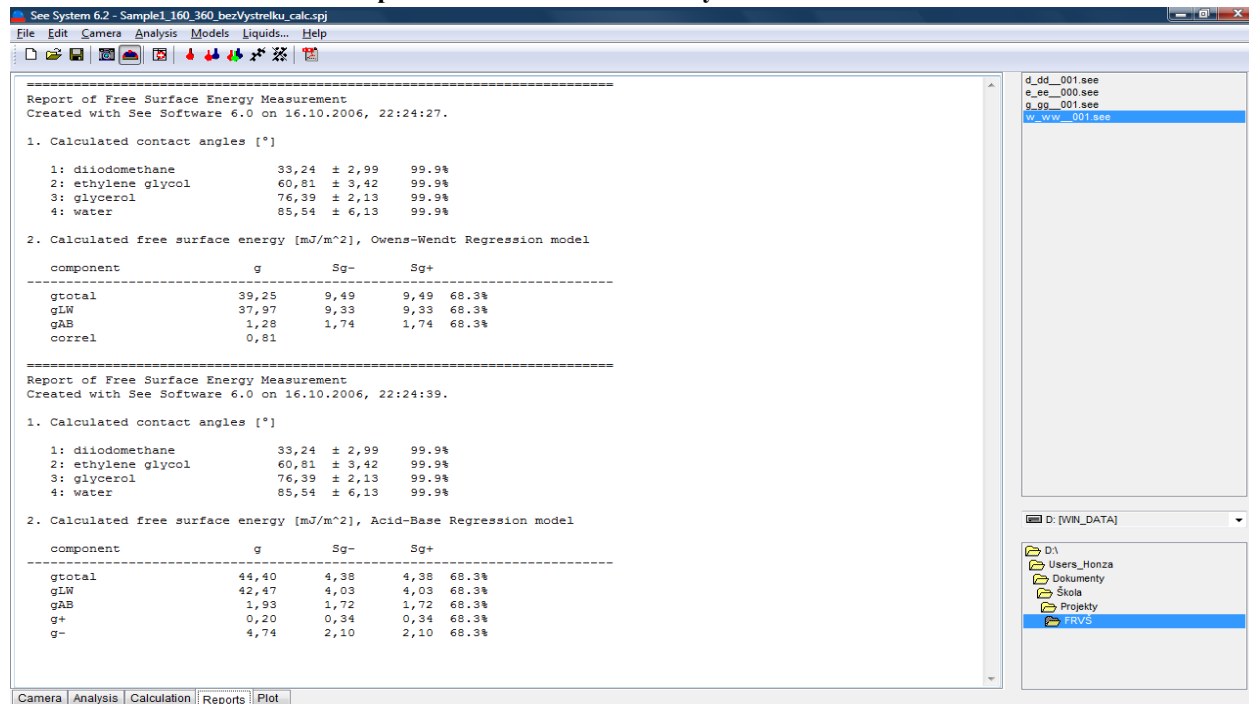 See System 6.2 - Sample1_160_360_bezVystrelku_calc.spj
File Edit Camera Analysis Models Liquids... Help
================================================================================
Report of Free Surface Energy Measurement
Created with See Software 6.0 on 16.10.2006, 22:24:27.
1. Calculated contact angles [°]
1: diiodomethane 33,24 ± 2,99 99.9%
2: ethylene glycol 60,81 ± 3,42 99.9%
3: glycerol 76,39 ± 2,13 99.9%
4: water 85,54 ± 6,13 99.9%
2. Calculated free surface energy [mJ/m^2], Owens-Wendt Regression model
component g Sg- Sg+
--------------------------------------------------------------------------------
gtotal 39,25 9,49 9,49 68.3%
gLW 37,97 9,33 9,33 68.3%
gAB 1,28 1,74 1,74 68.3%
correl 0,81
================================================================================
Report of Free Surface Energy Measurement
Created with See Software 6.0 on 16.10.2006, 22:24:39.
1. Calculated contact angles [°]
1: diiodomethane 33,24 ± 2,99 99.9%
2: ethylene glycol 60,81 ± 3,42 99.9%
3: glycerol 76,39 ± 2,13 99.9%
4: water 85,54 ± 6,13 99.9%
2. Calculated free surface energy [mJ/m^2], Acid-Base Regression model
component g Sg- Sg+
--------------------------------------------------------------------------------
gtotal 44,40 4,38 4,38 68.3%
gLW 42,47 4,03 4,03 68.3%
gAB 1,93 1,72 1,72 68.3%
g+ 0,20 0,34 0,34 68.3%
g- 4,74 2,10 2,10 68.3%
d_dd__001.see
e_ee__000.see
g_gg__001.see
w_ww__001.see
D: [WIN_DATA]
D:\
Users_Honza
Dokumenty
Škola
Projekty
FRVŠ
Camera Analysis Calculation Reports Plot